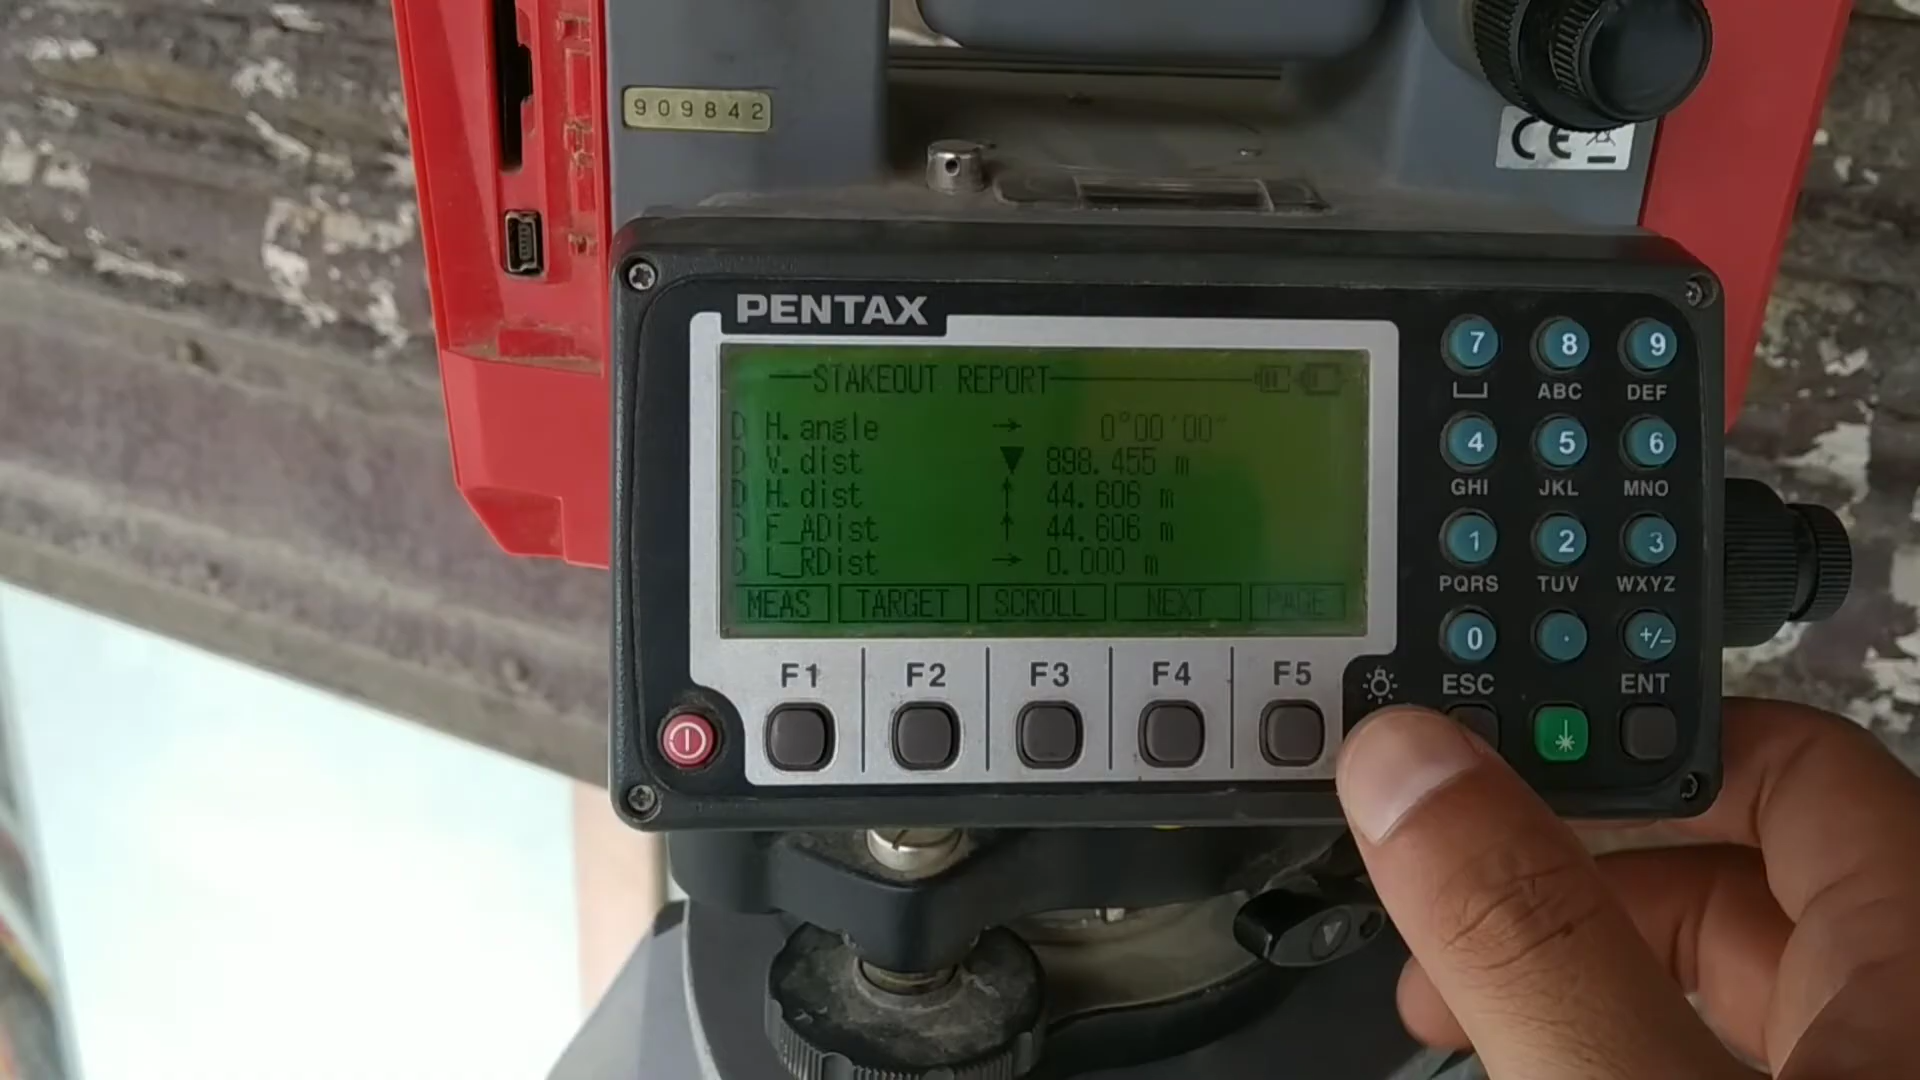 909842
CE
PENTAX
STAKEOUT REPORT
D H.angle → 0°00'00"
D V.dist ▼ 898.455 m
D H.dist ↑ 44.606 m
D F_ADist ↑ 44.606 m
D L_RDist → 0.000 m
MEAS TARGET SCROLL NEXT PAGE
F1 F2 F3 F4 F5
7 8 9
ABC DEF
4 5 6
GHI JKL MNO
1 2 3
PQRS TUV WXYZ
0 . +/-
ESC ENT